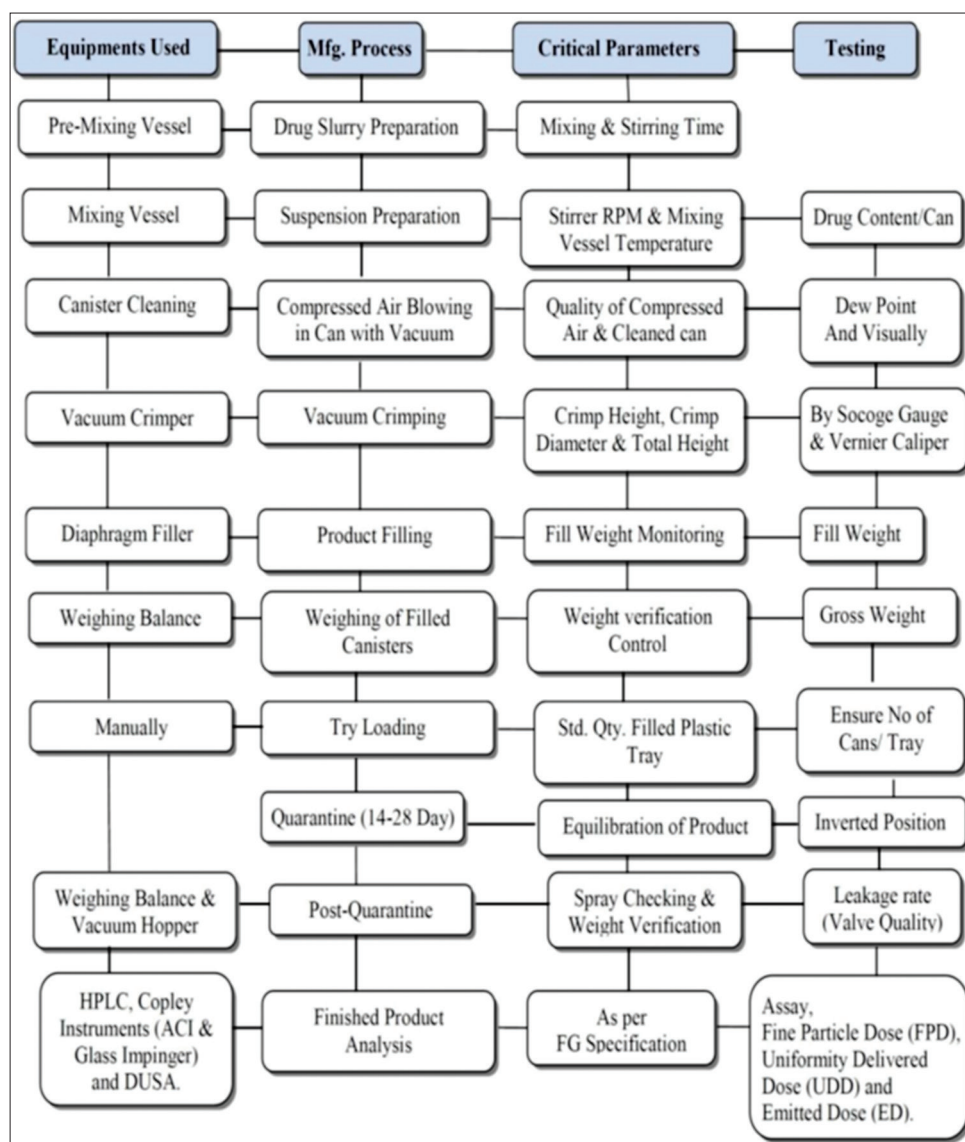 Equipments Used
Mfg. Process
Critical Parameters
Testing
Pre-Mixing Vessel
Drug Slurry Preparation
Mixing & Stirring Time
Mixing Vessel
Suspension Preparation
Stirrer RPM & Mixing
Vessel Temperature
Drug Content/Can
Canister Cleaning
Compressed Air Blowing
in Can with Vacuum
Quality of Compressed
Air & Cleaned can
Dew Point
And Visually
Vacuum Crimper
Vacuum Crimping
Crimp Height, Crimp
Diameter & Total Height
By Socoge Gauge
& Vernier Caliper
Diaphragm Filler
Product Filling
Fill Weight Monitoring
Fill Weight
Weighing Balance
Weighing of Filled
Canisters
Weight verification
Control
Gross Weight
Manually
Try Loading
Std. Qty. Filled Plastic
Tray
Ensure No of
Cans/ Tray
Quarantine (14-28 Day)
Equilibration of Product
Inverted Position
Weighing Balance &
Vacuum Hopper
Post-Quarantine
Spray Checking &
Weight Verification
Leakage rate
(Valve Quality)
HPLC, Copley
Instruments (ACI &
Glass Impinger)
and DUSA.
Finished Product
Analysis
As per
FG Specification
Assay,
Fine Particle Dose (FPD),
Uniformity Delivered
Dose (UDD) and
Emitted Dose (ED).